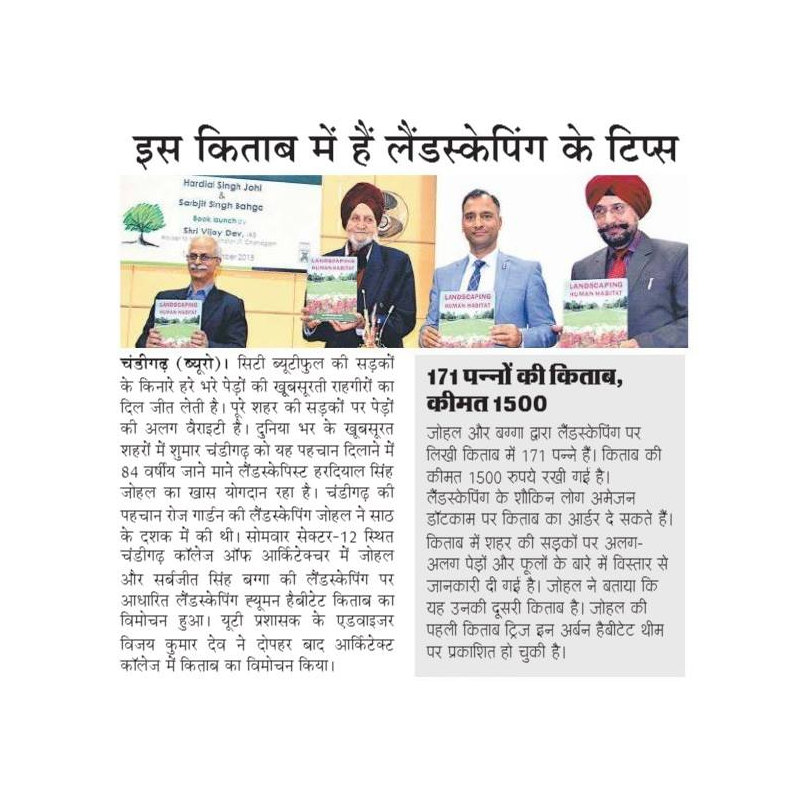 इस किताब में हैं लैंडस्केपिंग के टिप्स
Hardial Singh Johl
&
Sarbjit Singh Bahga
Book launch by
Shri Vijay Dev, IAS
LANDSCAPING
HUMAN HABITAT
LANDSCAPING
HUMAN HABITAT
LANDSCAPING
HUMAN HABITAT
LANDSCAPING
HUMAN HABITAT
चंडीगढ़ (ब्यूरो)। सिटी ब्यूटीफुल की सड़कों
के किनारे हरे भरे पेड़ों की खूबसूरती राहगीरों का
दिल जीत लेती है। पूरे शहर की सड़कों पर पेड़ों
की अलग वैराइटी है। दुनिया भर के खूबसूरत
शहरों में शुमार चंडीगढ़ को यह पहचान दिलाने में
84 वर्षीय जाने माने लैंडस्केपिस्ट हरदियाल सिंह
जोहल का खास योगदान रहा है। चंडीगढ़ की
पहचान रोज गार्डन की लैंडस्केपिंग जोहल ने साठ
के दशक में की थी। सोमवार सेक्टर-12 स्थित
चंडीगढ़ कॉलेज ऑफ आर्किटेक्चर में जोहल
और सर्बजीत सिंह बग्गा की लैंडस्केपिंग पर
आधारित लैंडस्केपिंग ह्यूमन हैबीटेट किताब का
विमोचन हुआ। यूटी प्रशासक के एडवाइजर
विजय कुमार देव ने दोपहर बाद आर्किटेक्ट
कॉलेज में किताब का विमोचन किया।
171 पन्नों की किताब,
कीमत 1500
जोहल और बग्गा द्वारा लैंडस्केपिंग पर
लिखी किताब में 171 पन्ने हैं। किताब की
कीमत 1500 रुपये रखी गई है।
लैंडस्केपिंग के शौकिन लोग अमेजन
डॉटकाम पर किताब का आर्डर दे सकते हैं।
किताब में शहर की सड़कों पर अलग-
अलग पेड़ों और फूलों के बारे में विस्तार से
जानकारी दी गई है। जोहल ने बताया कि
यह उनकी दूसरी किताब है। जोहल की
पहली किताब ट्रिज इन अर्बन हैबीटेट थीम
पर प्रकाशित हो चुकी है।